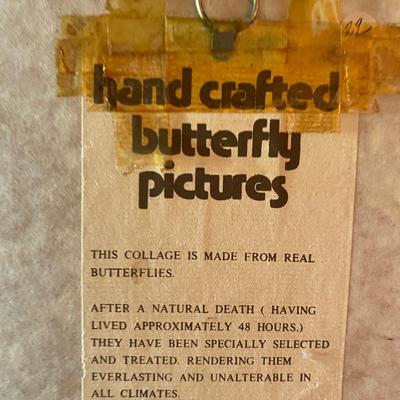 22
hand crafted
butterfly
pictures
THIS COLLAGE IS MADE FROM REAL
BUTTERFLIES.
AFTER A NATURAL DEATH ( HAVING
LIVED APPROXIMATELY 48 HOURS.)
THEY HAVE BEEN SPECIALLY SELECTED
AND TREATED. RENDERING THEM
EVERLASTING AND UNALTERABLE IN
ALL CLIMATES.